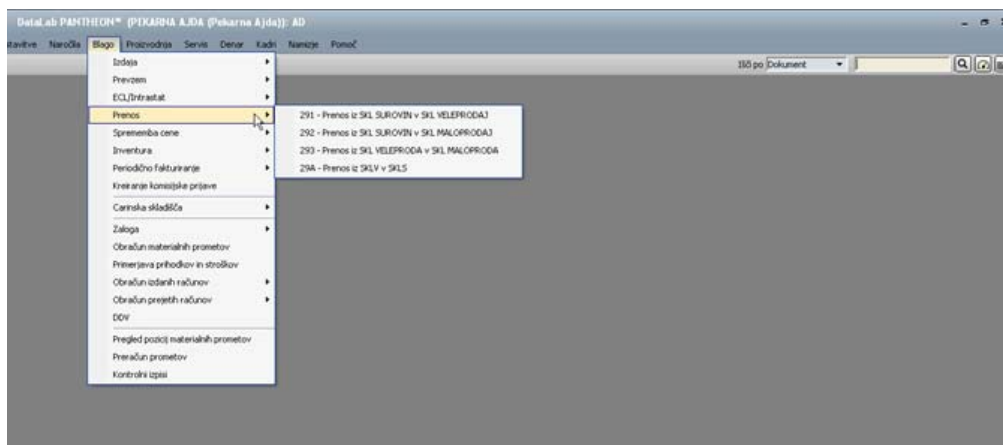 DataLab PANTHEON™ (PEKARNA AJDA (Pekarna Ajda)): AD
stavitve Naročila Blago Proizvodnja Servis Denar Kadri Namizje Pomoč
Išči po Dokument
Izdaja
Prevzem
ECL/Intrastat
Prenos
Sprememba cene
Inventura
Periodično fakturiranje
Kreiranje komisijske prijave
Carinska skladišča
Zaloga
Obračun materialnih prometov
Primerjava prihodkov in stroškov
Obračun izdanih računov
Obračun prejetih računov
DDV
Pregled pozicij materialnih prometov
Preračun prometov
Kontrolni izpisi
291 - Prenos iz SKL SUROVIN v SKL VELEPRODAJ
292 - Prenos iz SKL SUROVIN v SKL MALOPRODAJ
293 - Prenos iz SKL VELEPRODA v SKL MALOPRODA
29A - Prenos iz SKLV v SKLS